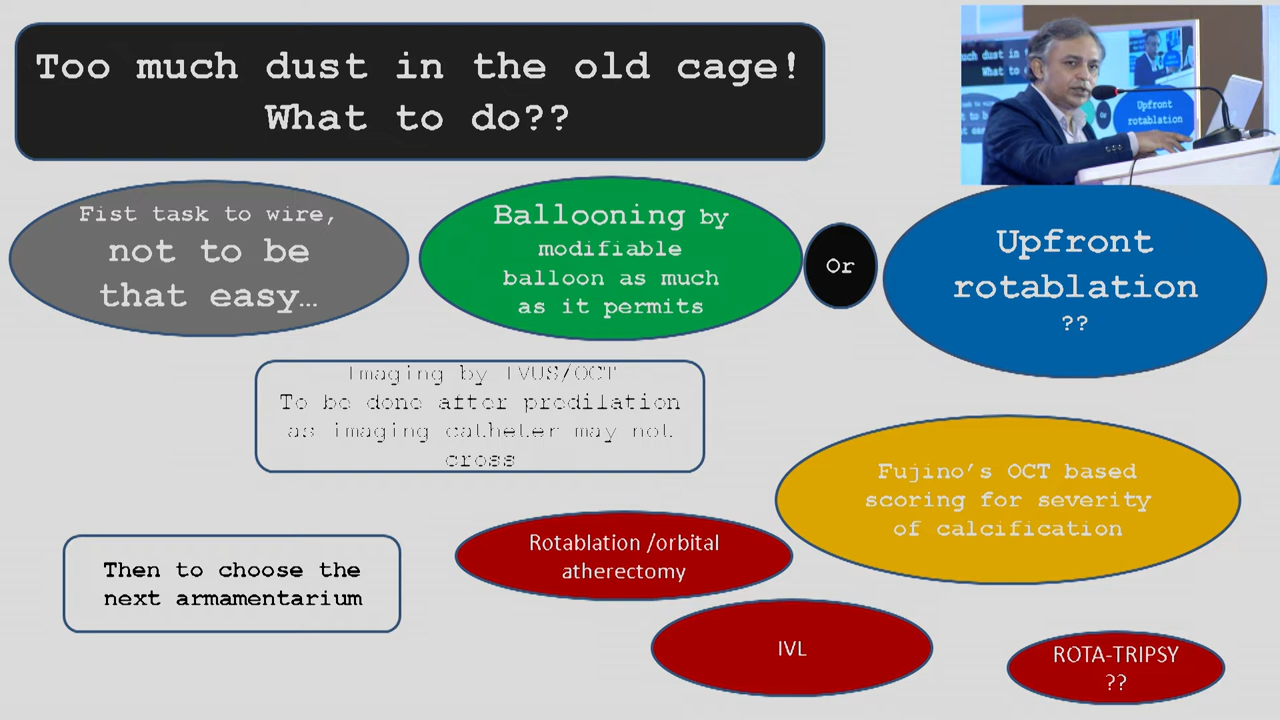 Too much dust in the old cage!
What to do??
Fist task to wire,
not to be
that easy…
Ballooning by
modifiable
balloon as much
as it permits
Or
Upfront
rotablation
??
Imaging by IVUS/OCT
To be done after predilation
as imaging catheter may not
cross
Fujino’s OCT based
scoring for severity
of calcification
Then to choose the
next armamentarium
Rotablation /orbital
atherectomy
IVL
ROTA-TRIPSY
??
Upfront
rotablation